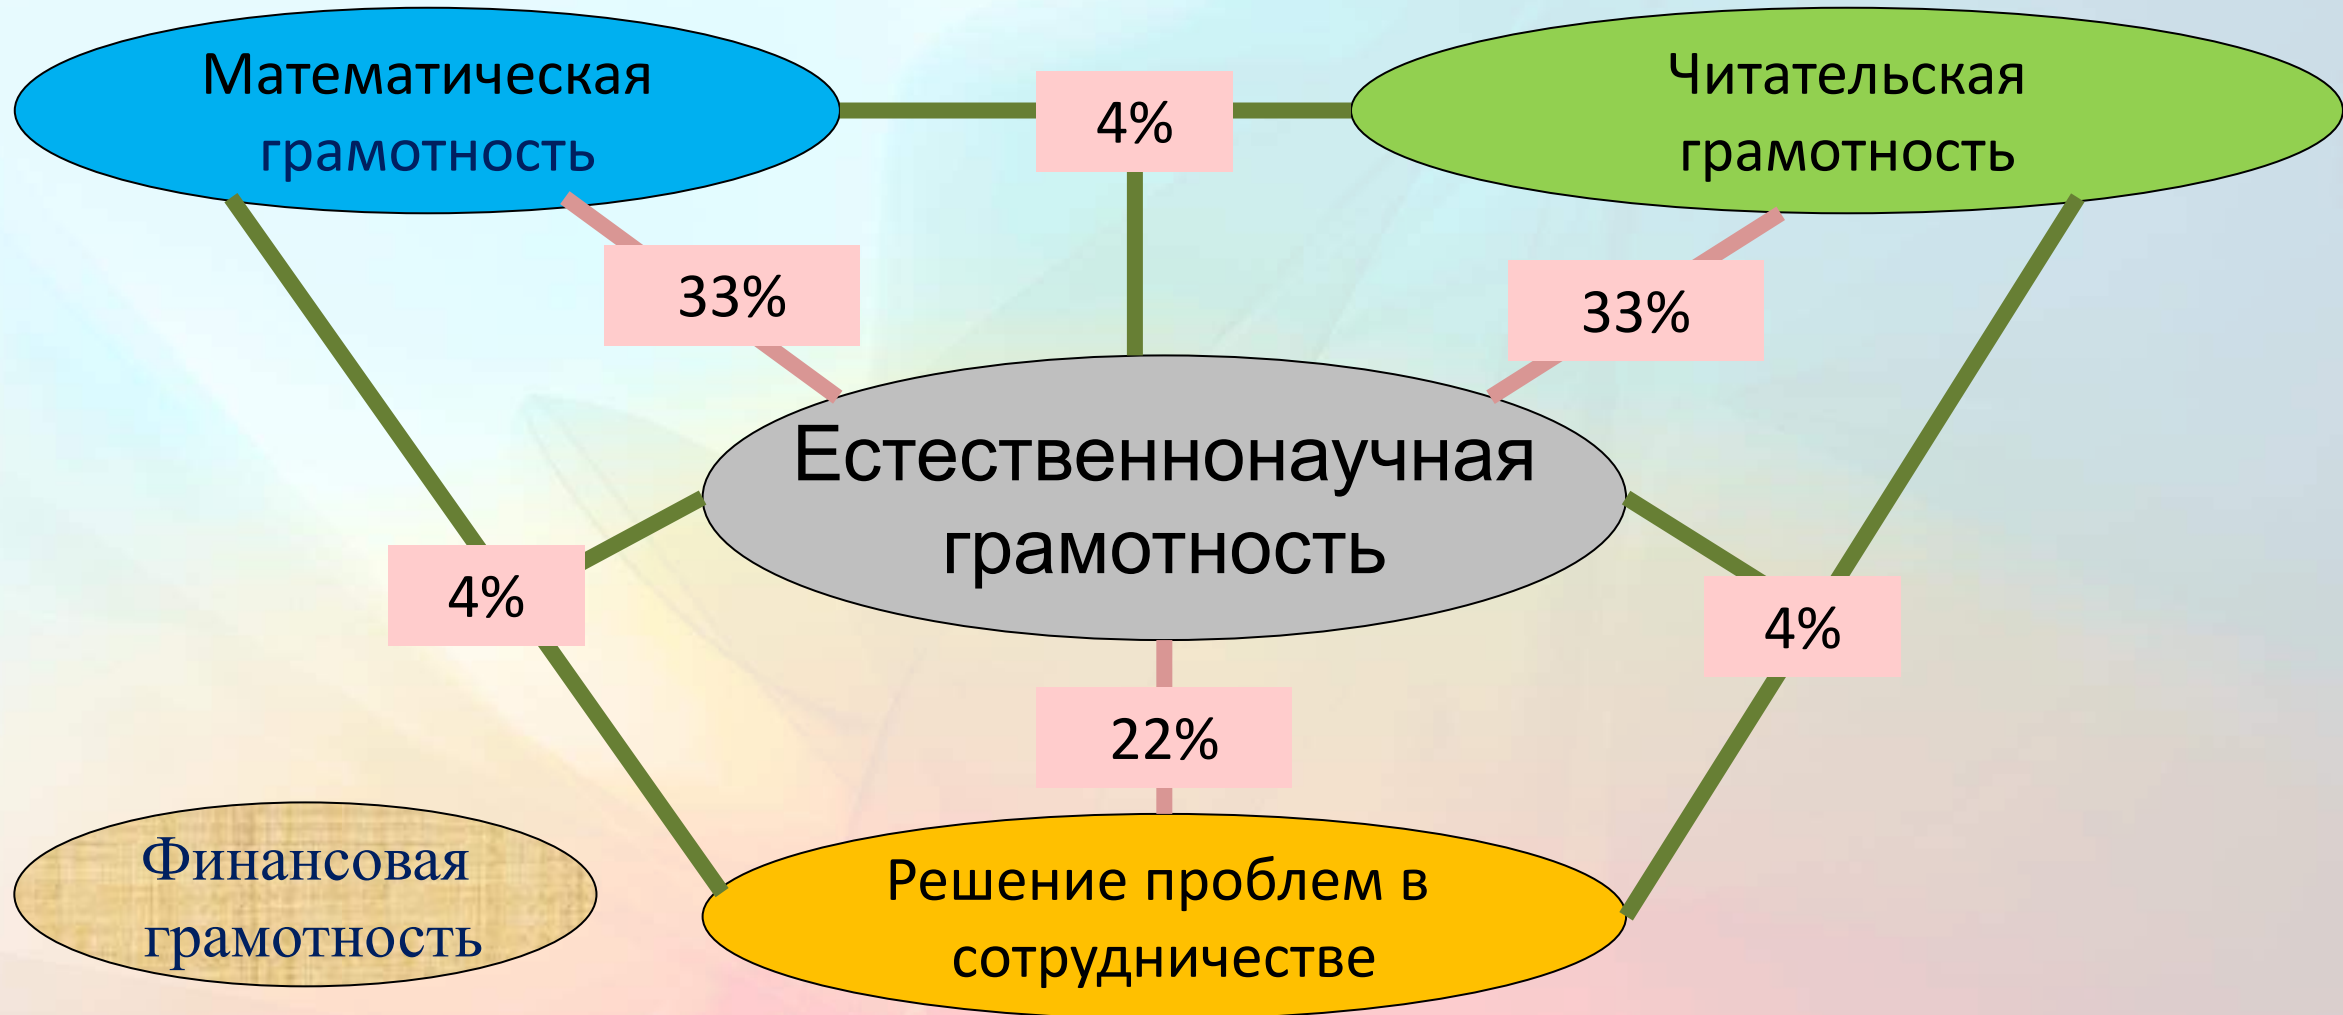 Математическая
грамотность
4%
Читательская
грамотность
33%
33%
Естественнонаучная
грамотность
4%
4%
22%
Финансовая
грамотность
Решение проблем в
сотрудничестве